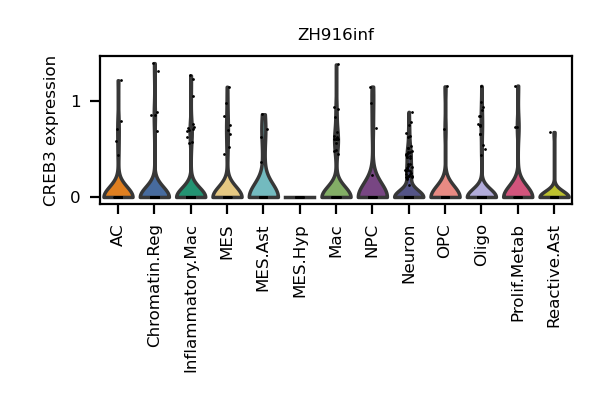 ZH916inf
CREB3 expression
1
0
AC
Chromatin.Reg
Inflammatory.Mac
MES
MES.Ast
MES.Hyp
Mac
NPC
Neuron
OPC
Oligo
Prolif.Metab
Reactive.Ast